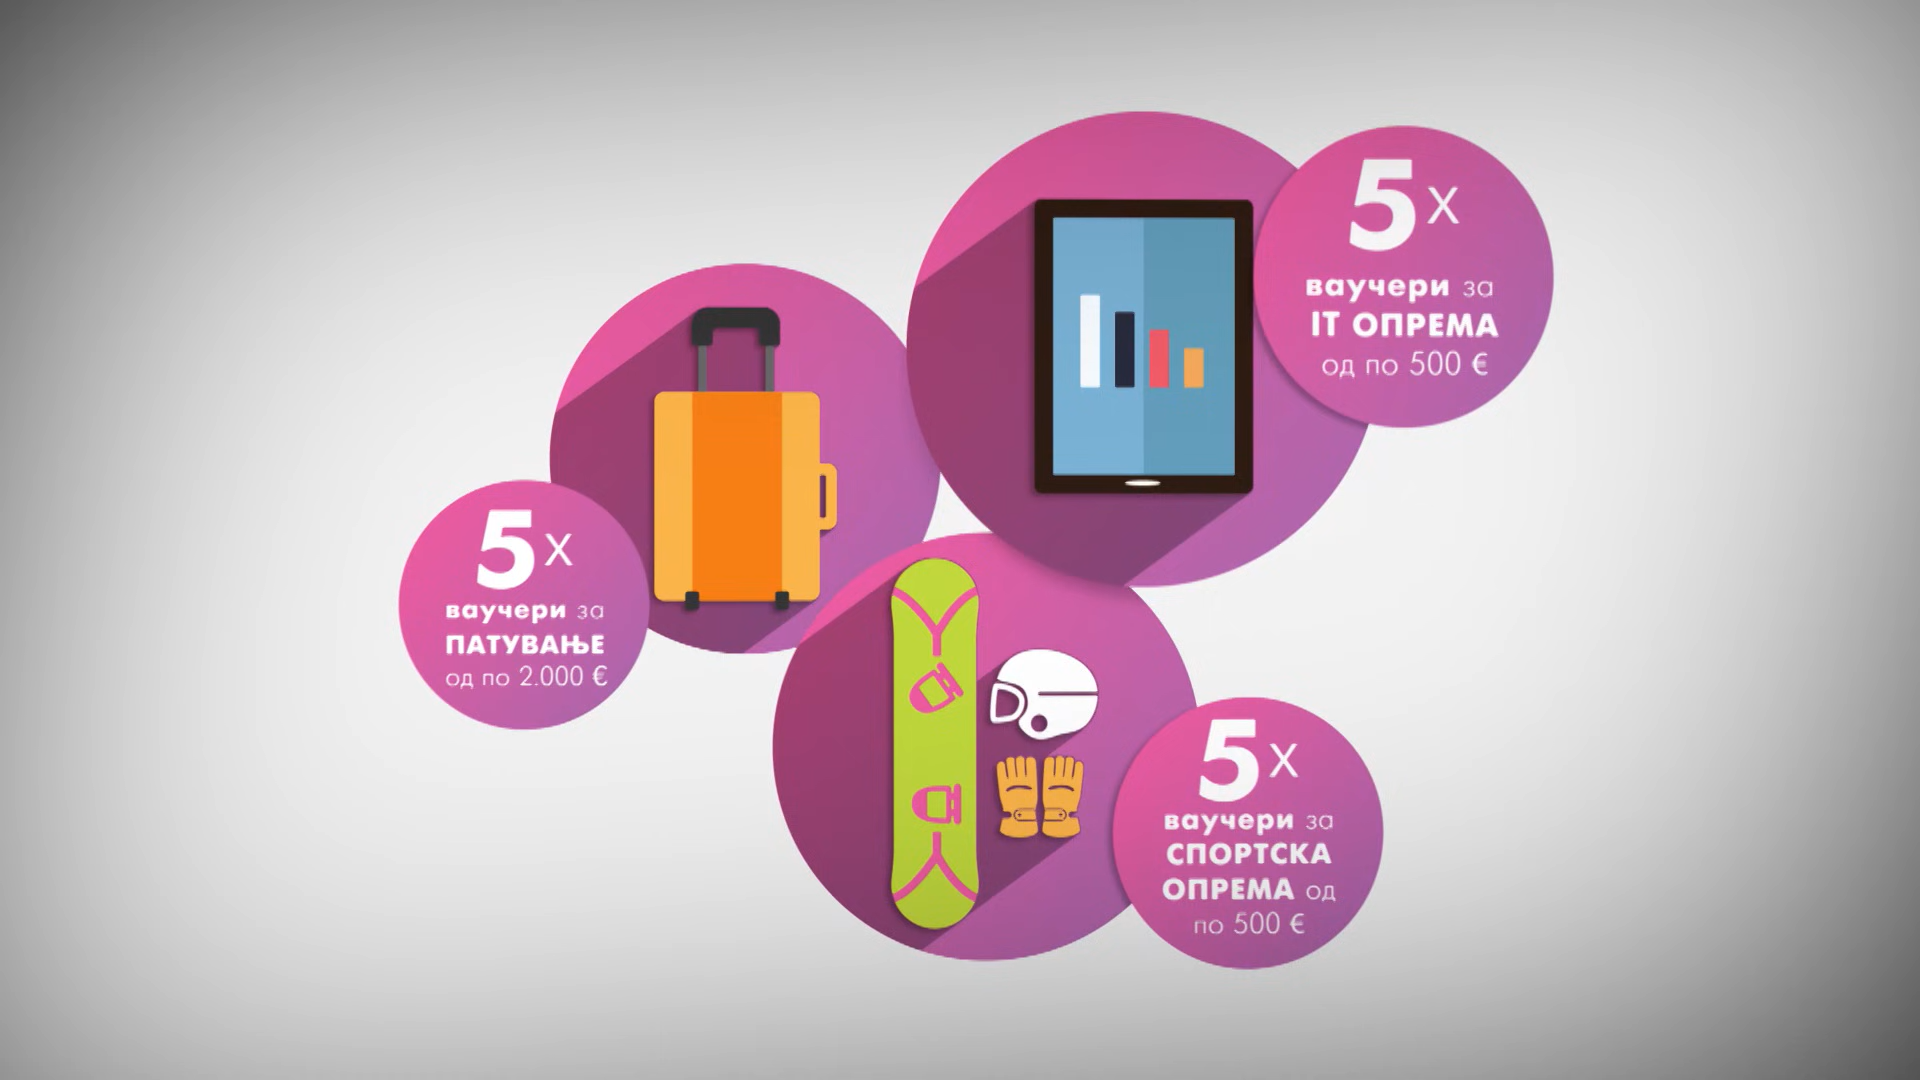 5x
ваучери за
IT ОПРЕМА
од по 500 €
5x
ваучери за
ПАТУВАЊЕ
од по 2.000 €
5x
ваучери за
СПОРТСКА
ОПРЕМА од
по 500 €